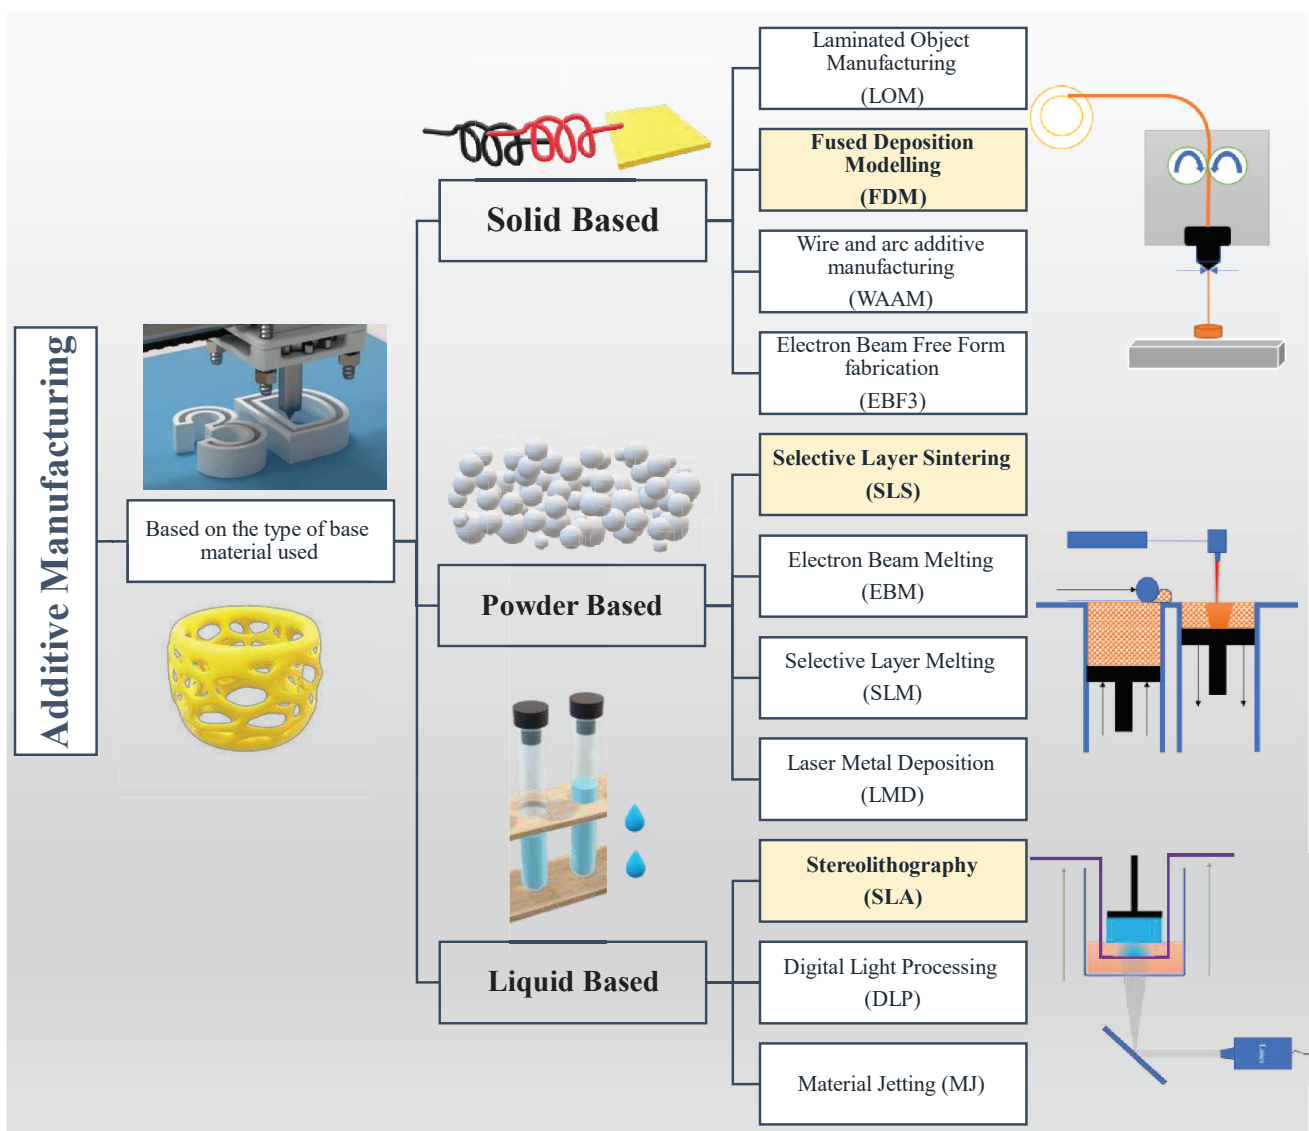 Additive Manufacturing
Based on the type of base
material used
Solid Based
Laminated Object
Manufacturing
(LOM)
Fused Deposition
Modelling
(FDM)
Wire and arc additive
manufacturing
(WAAM)
Electron Beam Free Form
fabrication
(EBF3)
Powder Based
Selective Layer Sintering
(SLS)
Electron Beam Melting
(EBM)
Selective Layer Melting
(SLM)
Laser Metal Deposition
(LMD)
Liquid Based
Stereolithography
(SLA)
Digital Light Processing
(DLP)
Material Jetting (MJ)
Laser